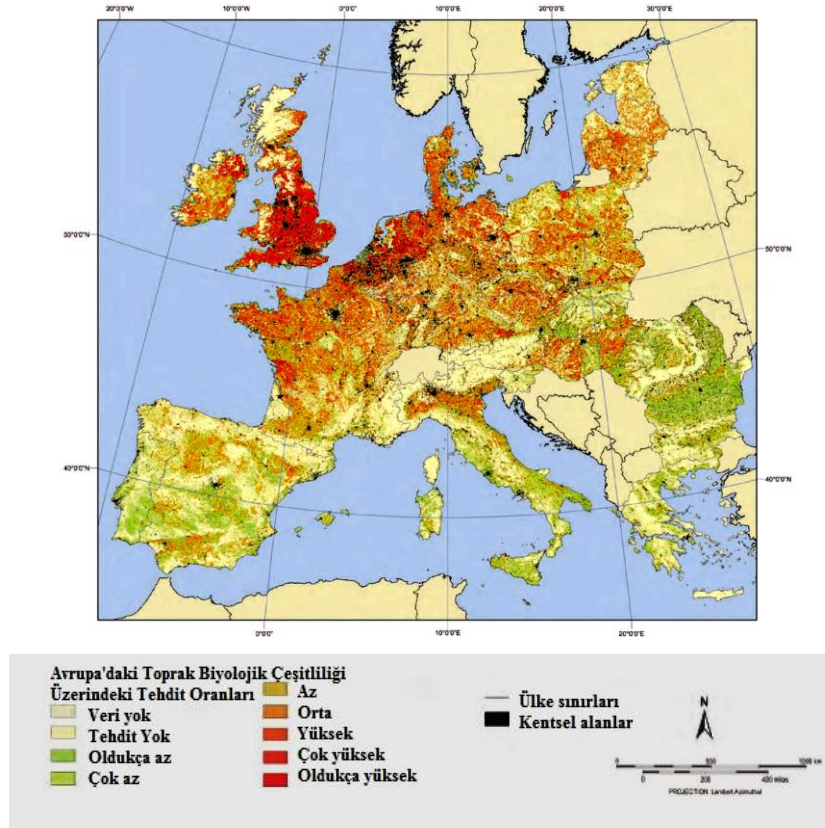 20°0'0"W 10°0'0"W 0°0'0" 10°0'0"E 20°0'0"E 30°0'0"E
50°0'0"N 50°0'0"N
40°0'0"N 40°0'0"N
0°0'0" 10°0'0"E 20°0'0"E
Avrupa'daki Toprak Biyolojik Çeşitliliği
Üzerindeki Tehdit Oranları
Veri yok
Tehdit Yok
Oldukça az
Çok az
Az
Orta
Yüksek
Çok yüksek
Oldukça yüksek
Ülke sınırları
Kentsel alanlar
N
0 500 1000 km
0 200 400 miles
PROJECTION: Lambert Azimuthal